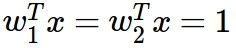 $w_1^T x = w_2^T x = 1$